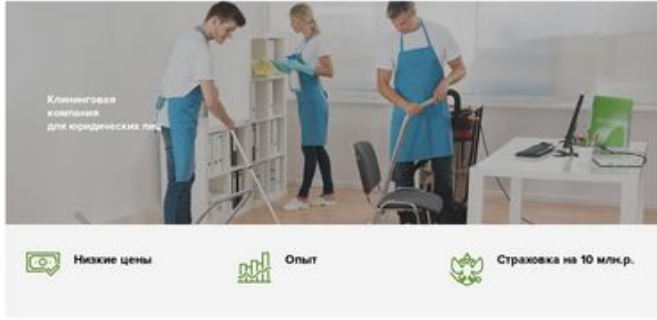 Клининговая
компания
для юридических лиц
Низкие цены
Опыт
Страховка на 10 млн.р.